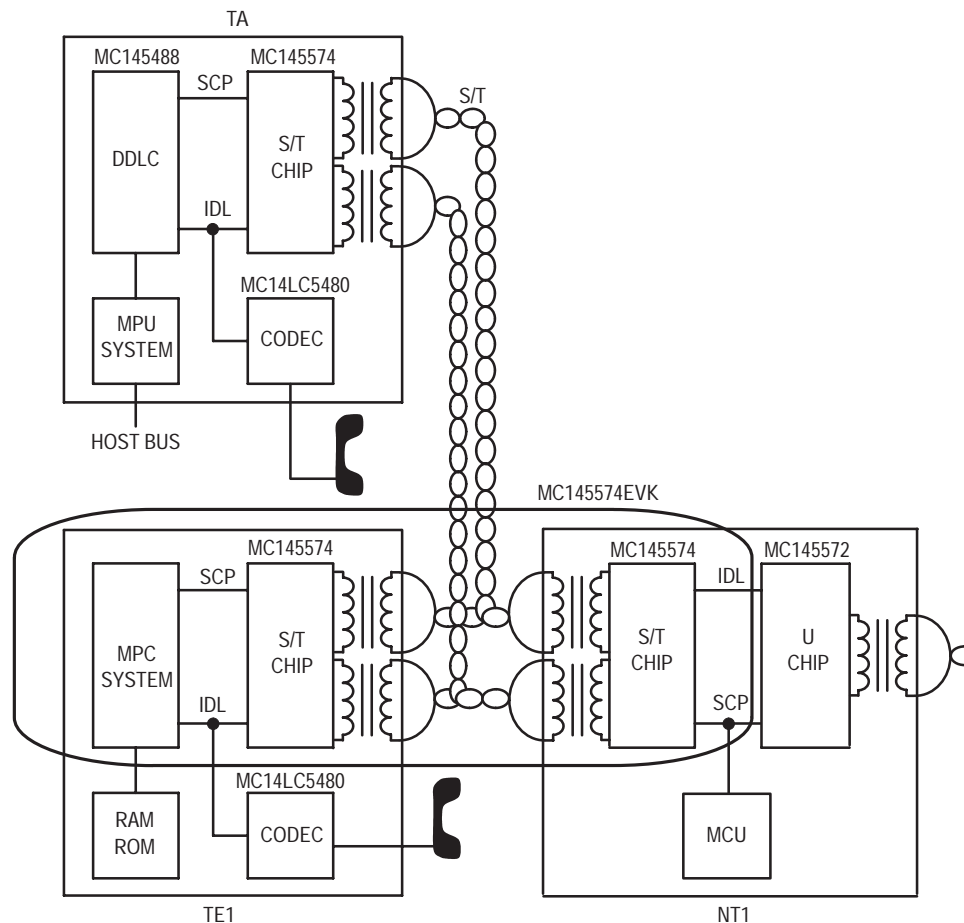 TA
MC145488
MC145574
SCP
S/T
DDLC
S/T
CHIP
IDL
MC14LC5480
MPU
SYSTEM
CODEC
HOST BUS
MC145574EVK
MC145574
MC145574
MC145572
SCP
IDL
MPC
SYSTEM
S/T
CHIP
S/T
CHIP
U
CHIP
IDL
SCP
MC14LC5480
RAM
ROM
CODEC
MCU
TE1
NT1